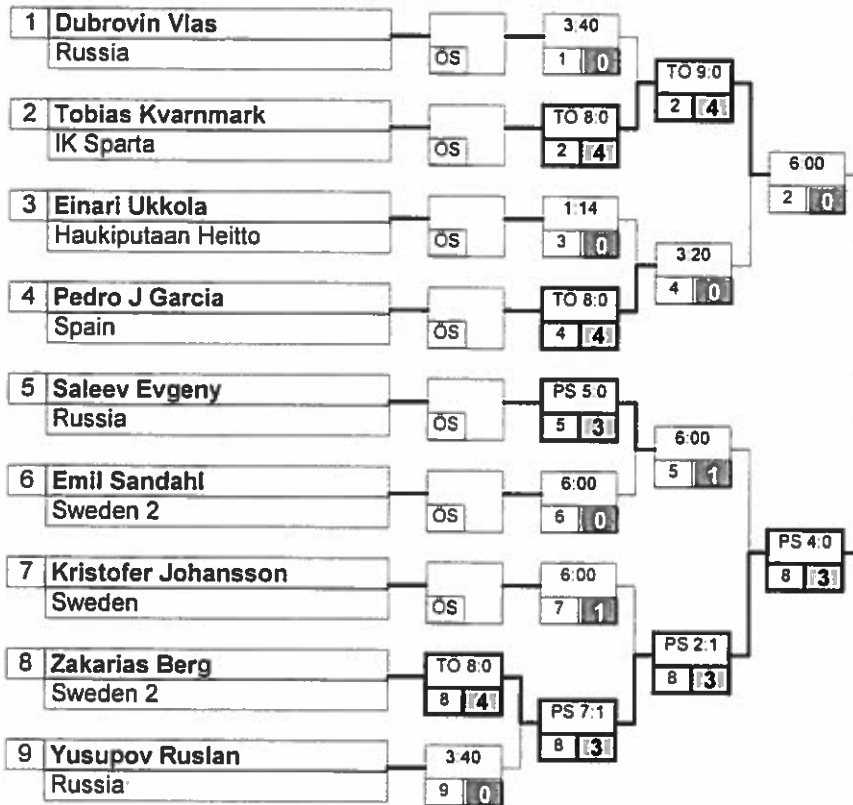 1 Dubrovin Vlas
Russia
ÖS
3:40
1 0
TÖ 9:0
2 4
2 Tobias Kvarnmark
IK Sparta
ÖS
TÖ 8:0
2 4
6:00
2 0
3 Einari Ukkola
Haukiputaan Heitto
ÖS
1:14
3 0
3:20
4 0
4 Pedro J Garcia
Spain
ÖS
TÖ 8:0
4 4
5 Saleev Evgeny
Russia
ÖS
PS 5:0
5 3
6:00
5 1
6 Emil Sandahl
Sweden 2
ÖS
6:00
6 0
PS 4:0
8 3
7 Kristofer Johansson
Sweden
ÖS
6:00
7 1
PS 2:1
8 3
8 Zakarias Berg
Sweden 2
TÖ 8:0
8 4
PS 7:1
8 3
9 Yusupov Ruslan
Russia
3:40
9 0